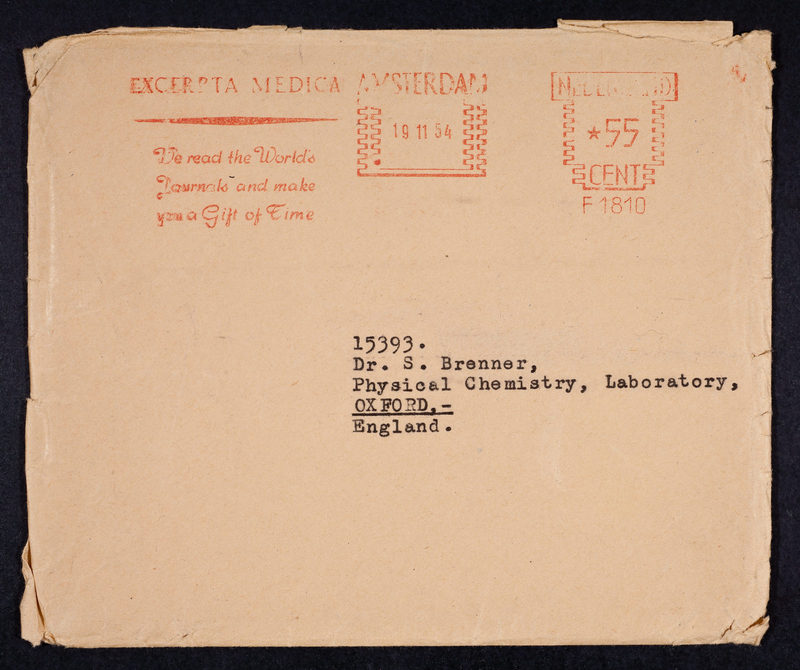 EXCERPTA MEDICA
We read the World's
Journals and make
you a Gift of Time
AMSTERDAM
19 11 54
NEDERLAND
*55
CENT
F 1810
15393.
Dr. S. Brenner,
Physical Chemistry, Laboratory,
OXFORD,-
England.